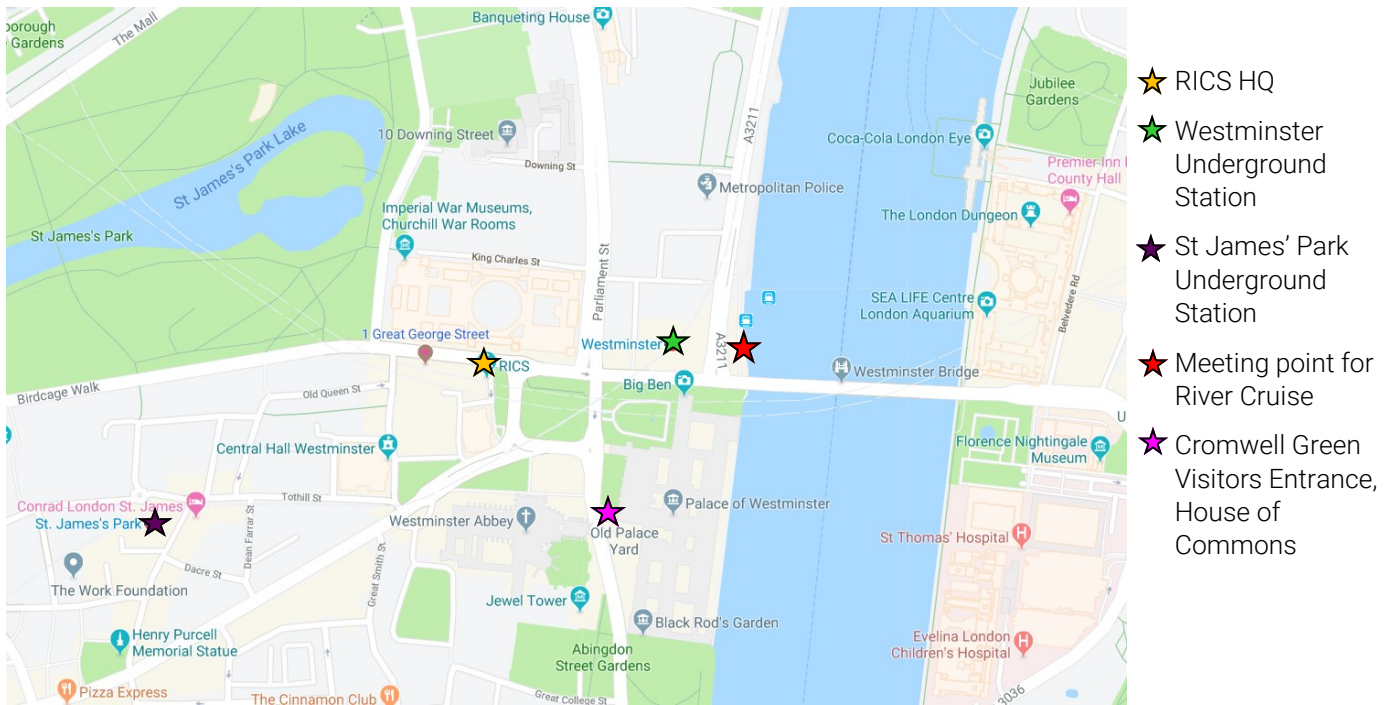 Banqueting House
borough
Gardens
The Mall
A3211
Jubilee
Gardens
10 Downing Street
Downing St
Coca-Cola London Eye
Premier Inn
County Hall
St James's Park Lake
Metropolitan Police
Imperial War Museums,
Churchill War Rooms
The London Dungeon
St James's Park
King Charles St
Parliament St
Belvedere Rd
SEA LIFE Centre
London Aquarium
1 Great George Street
Westminster
A3211
RICS
Big Ben
Westminster Bridge
Birdcage Walk
Old Queen St
U
Central Hall Westminster
Florence Nightingale
Museum
Conrad London St. James
Tothill St
St. James's Park
Dean Farrar St
Westminster Abbey
Palace of Westminster
Old Palace
Yard
St Thomas' Hospital
Dacre St
Great Smith St
The Work Foundation
Jewel Tower
Black Rod's Garden
Henry Purcell
Memorial Statue
Abingdon
Street Gardens
Evelina London
Children's Hospital
Pizza Express
The Cinnamon Club
Great College St
3036
RICS HQ
Westminster
Underground
Station
St James' Park
Underground
Station
Meeting point for
River Cruise
Cromwell Green
Visitors Entrance,
House of
Commons